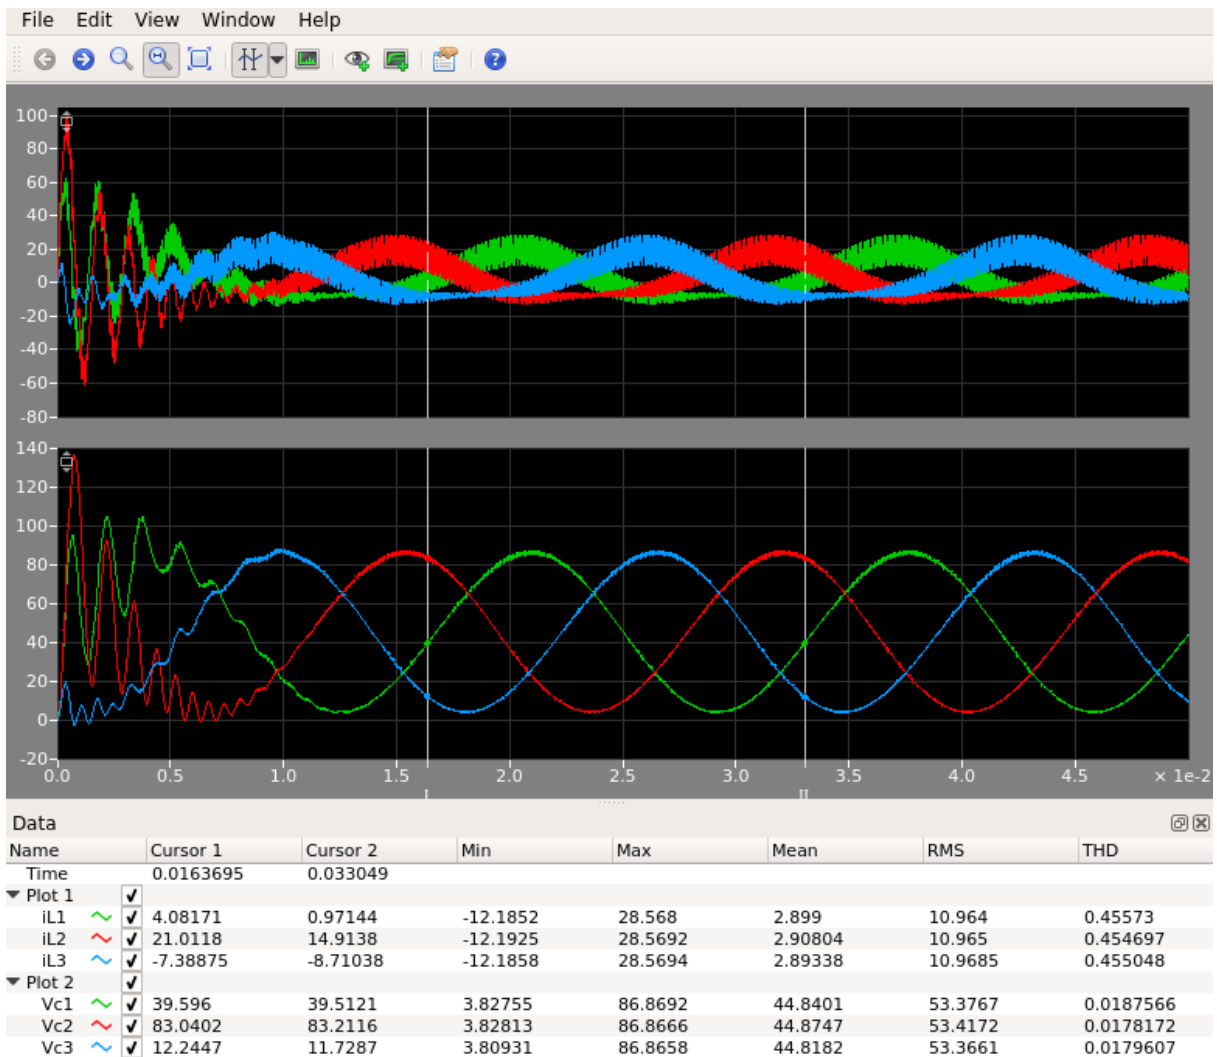 File Edit View Window Help
100
80
60
40
20
0
-20
-40
-60
-80
140
120
100
80
60
40
20
0
-20
0.0 0.5 1.0 1.5 2.0 2.5 3.0 3.5 4.0 4.5 × 1e-2
I II
Data
Name Cursor 1 Cursor 2 Min Max Mean RMS THD
Time 0.0163695 0.033049
Plot 1
iL1 4.08171 0.97144 -12.1852 28.568 2.899 10.964 0.45573
iL2 21.0118 14.9138 -12.1925 28.5692 2.90804 10.965 0.454697
iL3 -7.38875 -8.71038 -12.1858 28.5694 2.89338 10.9685 0.455048
Plot 2
Vc1 39.596 39.5121 3.82755 86.8692 44.8401 53.3767 0.0187566
Vc2 83.0402 83.2116 3.82813 86.8666 44.8747 53.4172 0.0178172
Vc3 12.2447 11.7287 3.80931 86.8658 44.8182 53.3661 0.0179607